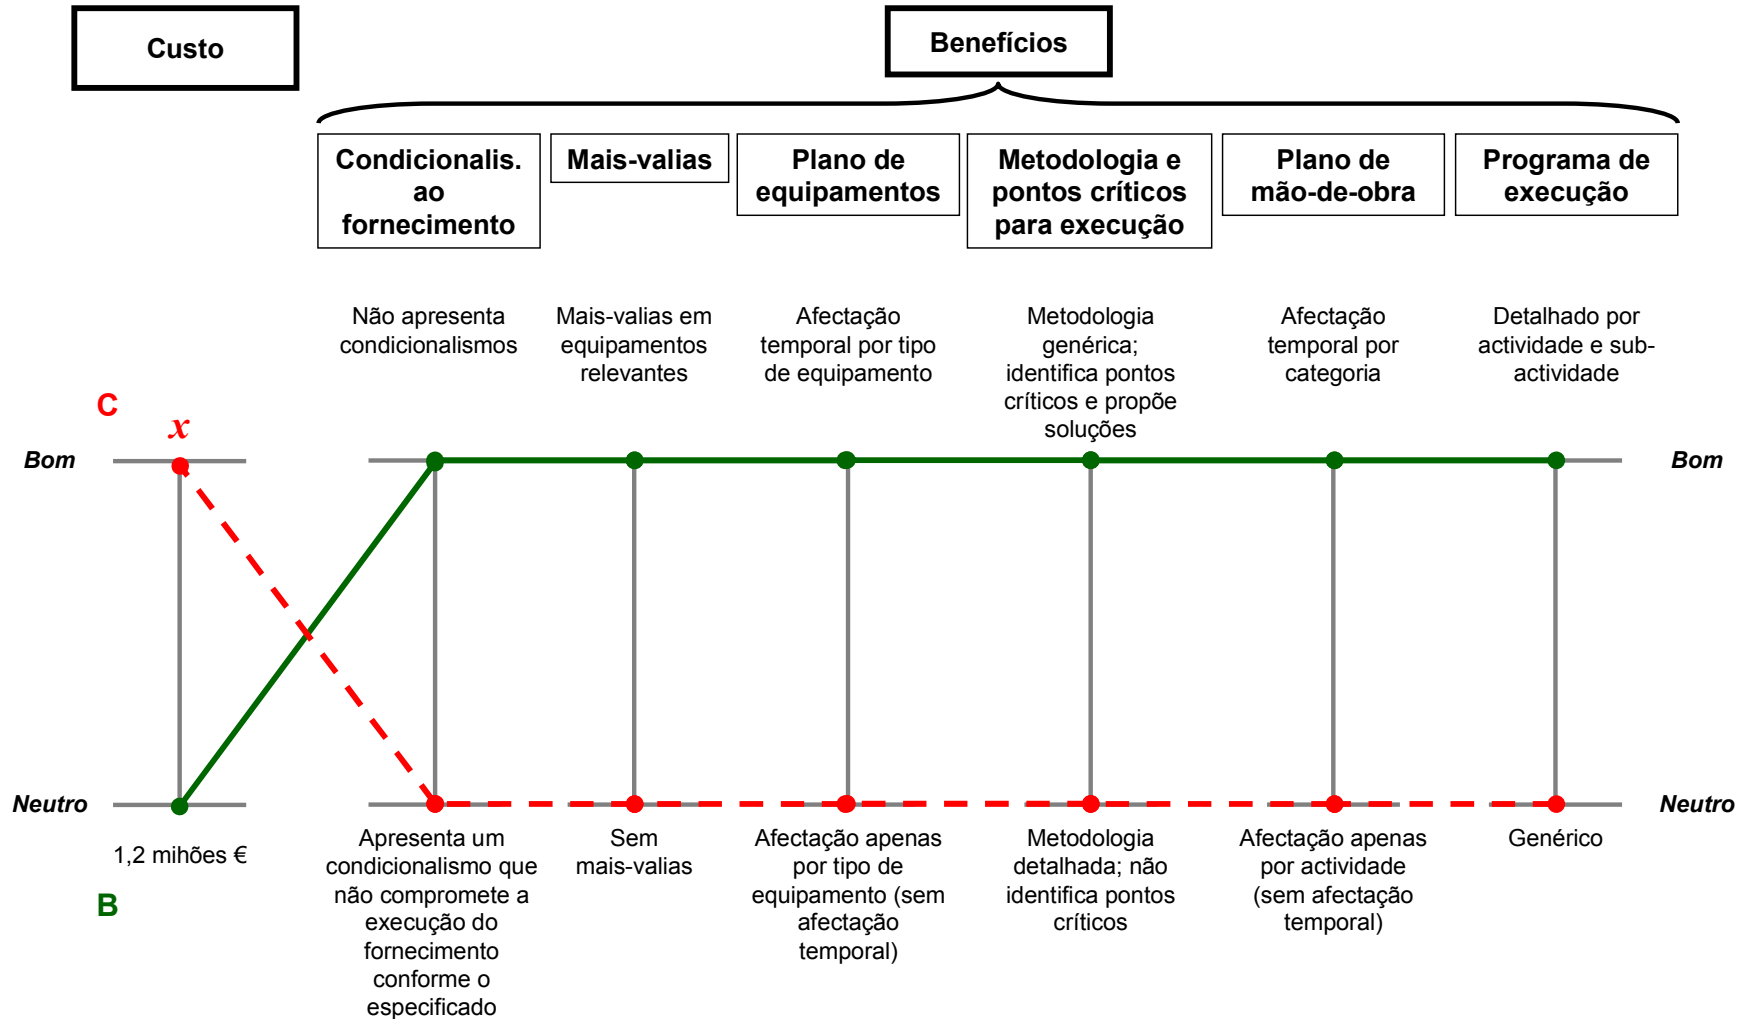 Custo
Benefícios
Condicionalis.
ao
fornecimento
Mais-valias
Plano de
equipamentos
Metodologia e
pontos críticos
para execução
Plano de
mão-de-obra
Programa de
execução
Não apresenta
condicionalismos
Mais-valias em
equipamentos
relevantes
Afectação
temporal por tipo
de equipamento
Metodologia
genérica;
identifica pontos
críticos e propõe
soluções
Afectação
temporal por
categoria
Detalhado por
actividade e sub-
actividade
C
x
Bom
Bom
Neutro
Neutro
1,2 mihões €
B
Apresenta um
condicionalismo que
não compromete a
execução do
fornecimento
conforme o
especificado
Sem
mais-valias
Afectação apenas
por tipo de
equipamento (sem
afectação
temporal)
Metodologia
detalhada; não
identifica pontos
críticos
Afectação apenas
por actividade
(sem afectação
temporal)
Genérico